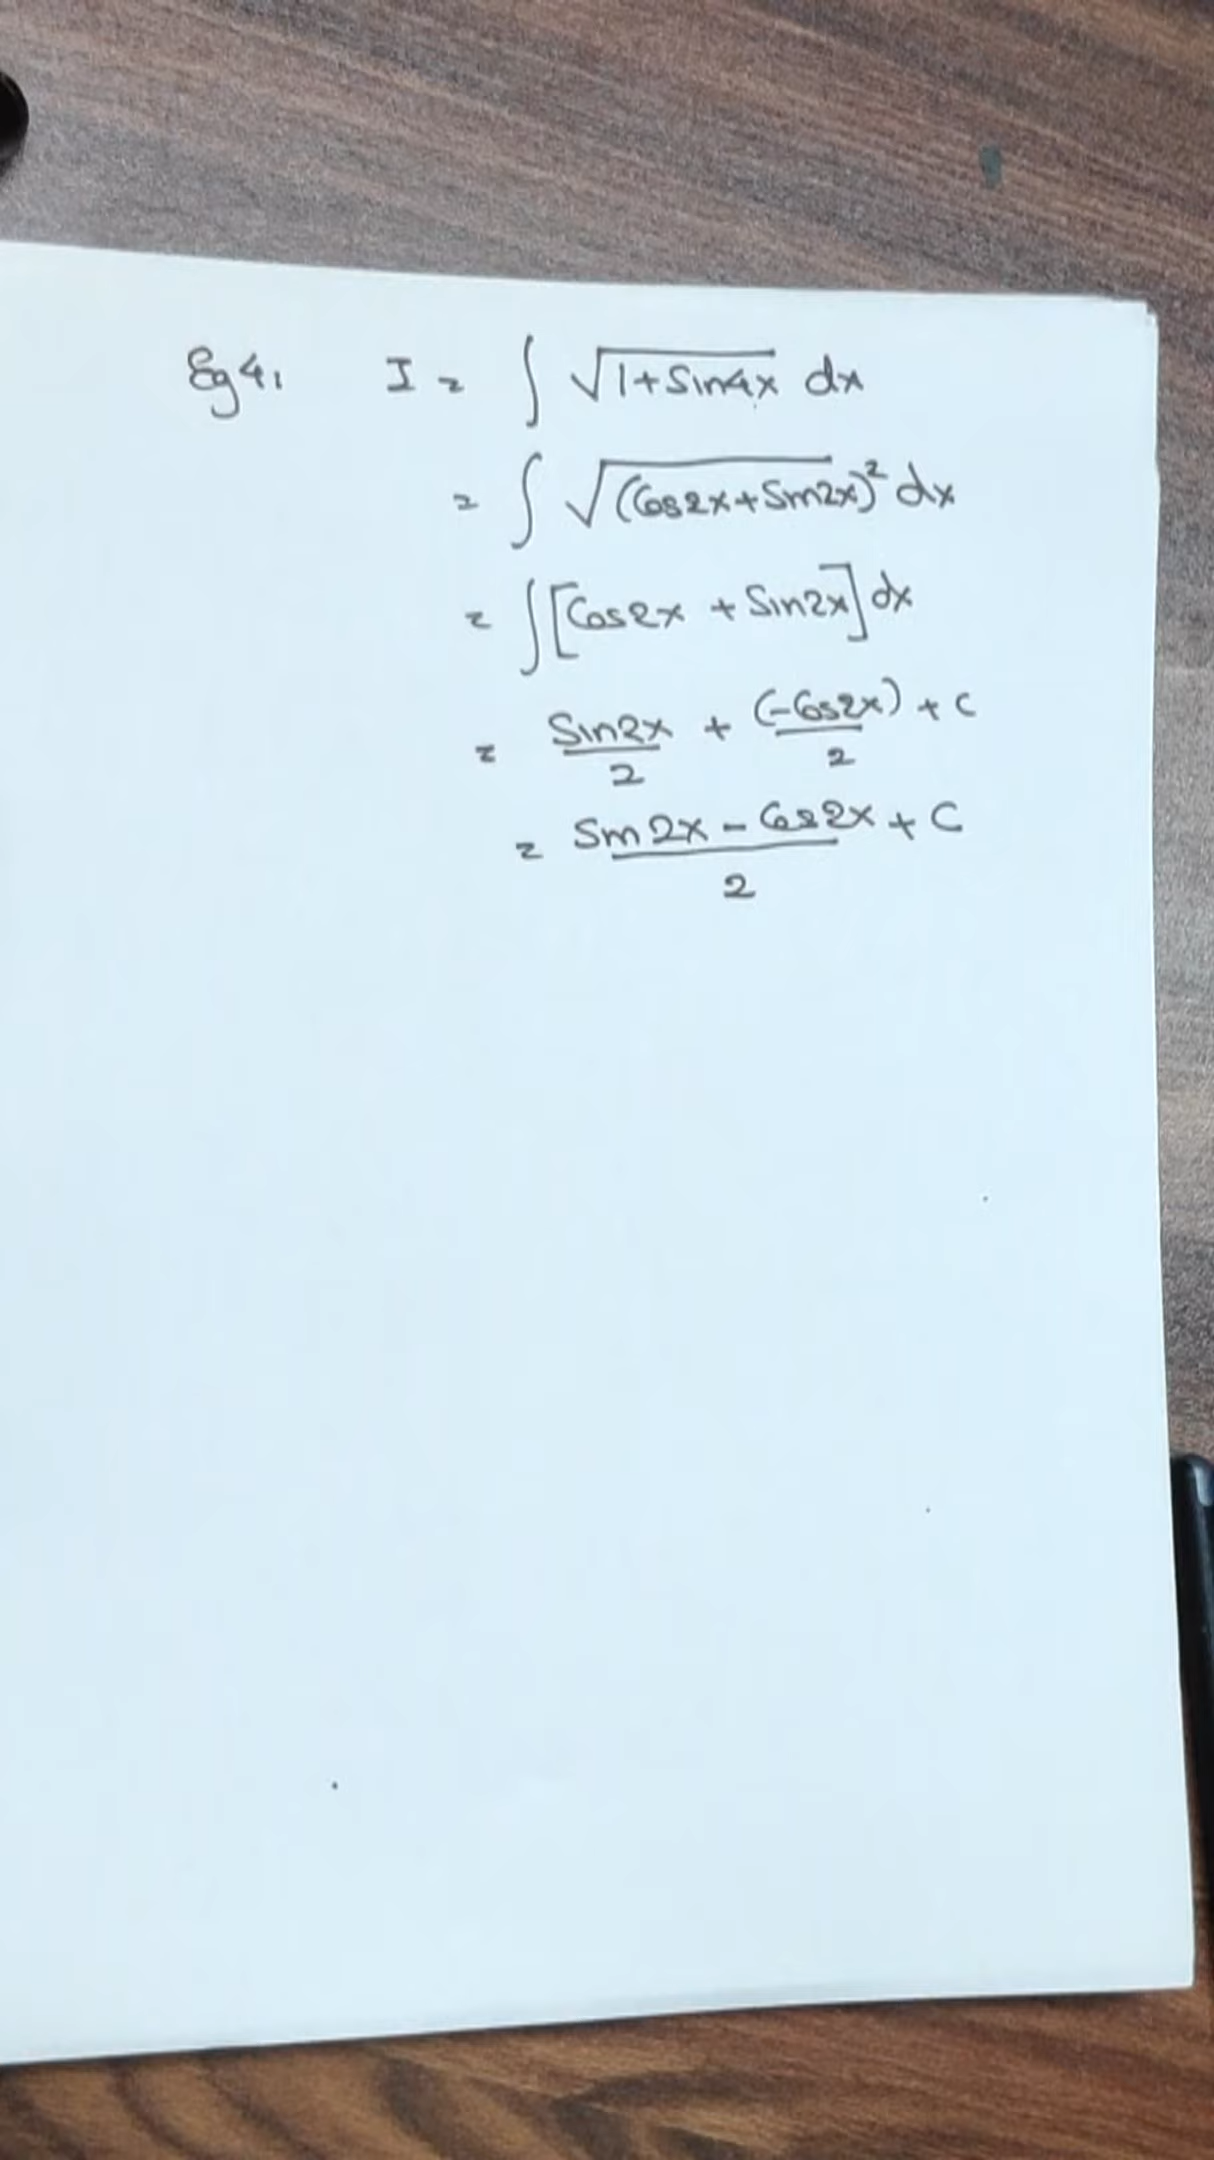 Eg 4, I = ∫ √(1+Sin4x) dx
= ∫ √(Cos2x+Sin2x)² dx
= ∫ [Cos2x + Sin2x] dx
= Sin2x/2 + (-Cos2x)/2 + C
= (Sin2x - Cos2x)/2 + C